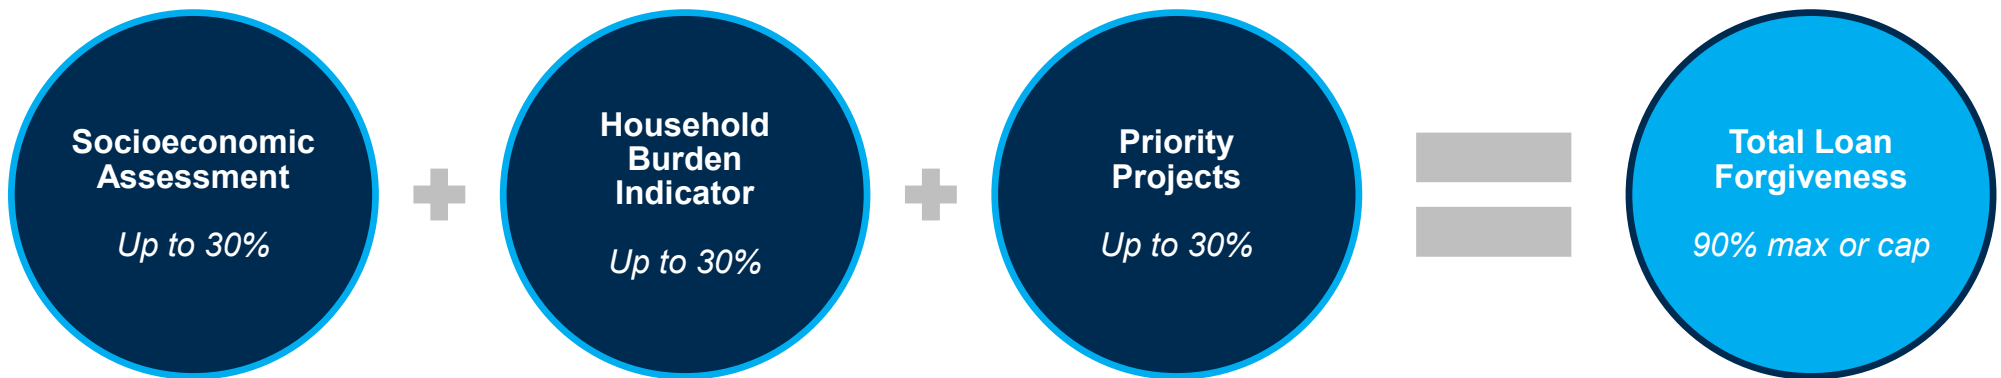 Socioeconomic
Assessment
Up to 30%
Household
Burden
Indicator
Up to 30%
Priority
Projects
Up to 30%
Total Loan
Forgiveness
90% max or cap